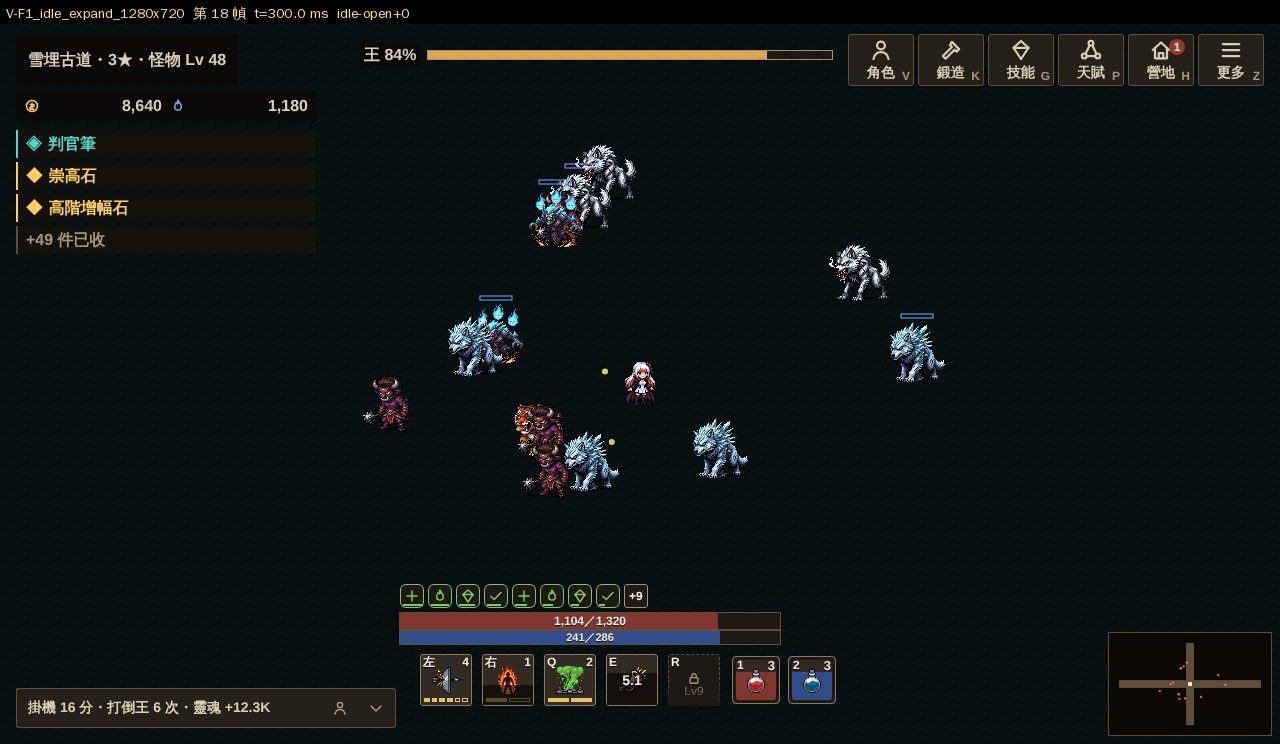 V-F1_idle_expand_1280x720 第 18 幀 t=300.0 ms idle-open+0
雪埋古道・3★・怪物 Lv 48
王 84%
角色 V
鍛造 K
技能 G
天賦 P
營地 H 1
更多 Z
8,640 1,180
判官筆
崇高石
高階增幅石
+49 件已收
+9
1,104／1,320
241／286
左 4
右 1
Q 2
E 5.1
R Lv9
1 3
2 3
掛機 16 分・打倒王 6 次・靈魂 +12.3K